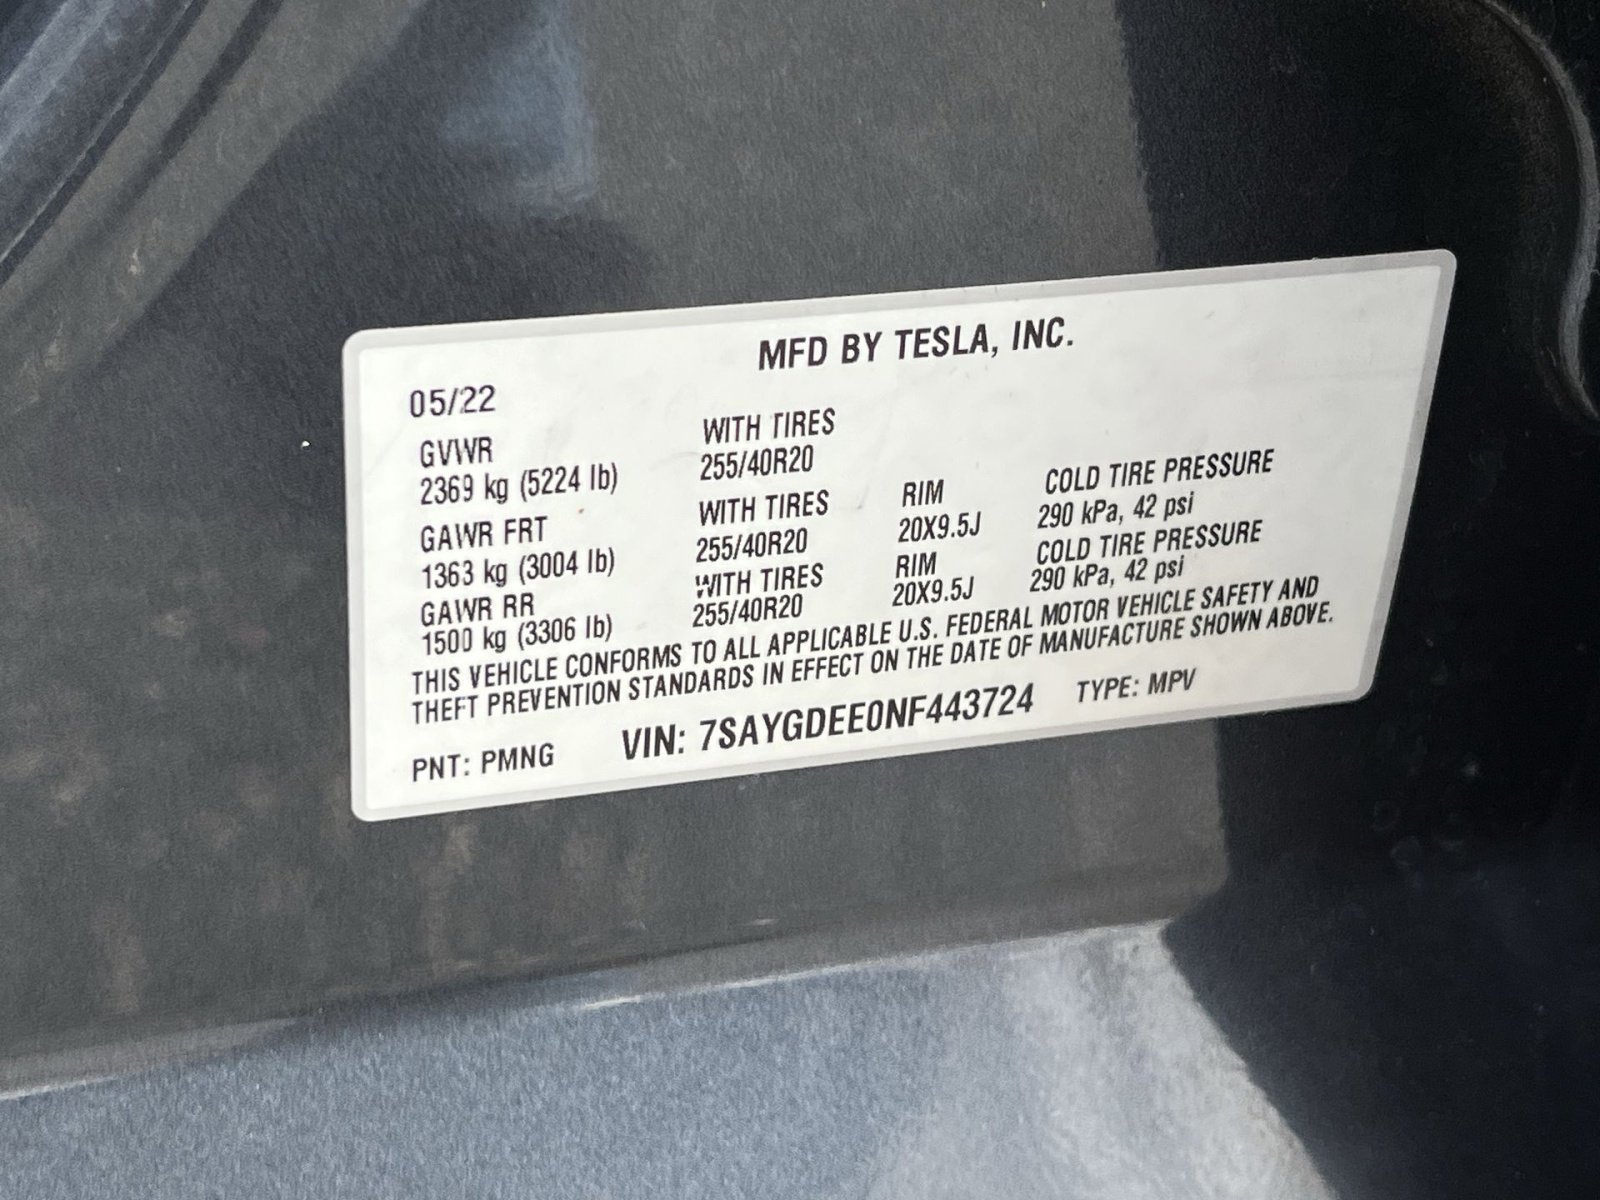 MFD BY TESLA, INC.
05/22
GVWR WITH TIRES
2369 kg (5224 lb) 255/40R20
GAWR FRT WITH TIRES RIM COLD TIRE PRESSURE
1363 kg (3004 lb) 255/40R20 20X9.5J 290 kPa, 42 psi
GAWR RR WITH TIRES RIM COLD TIRE PRESSURE
1500 kg (3306 lb) 255/40R20 20X9.5J 290 kPa, 42 psi
THIS VEHICLE CONFORMS TO ALL APPLICABLE U.S. FEDERAL MOTOR VEHICLE SAFETY AND
THEFT PREVENTION STANDARDS IN EFFECT ON THE DATE OF MANUFACTURE SHOWN ABOVE.
PNT: PMNG VIN: 7SAYGDEE0NF443724 TYPE: MPV